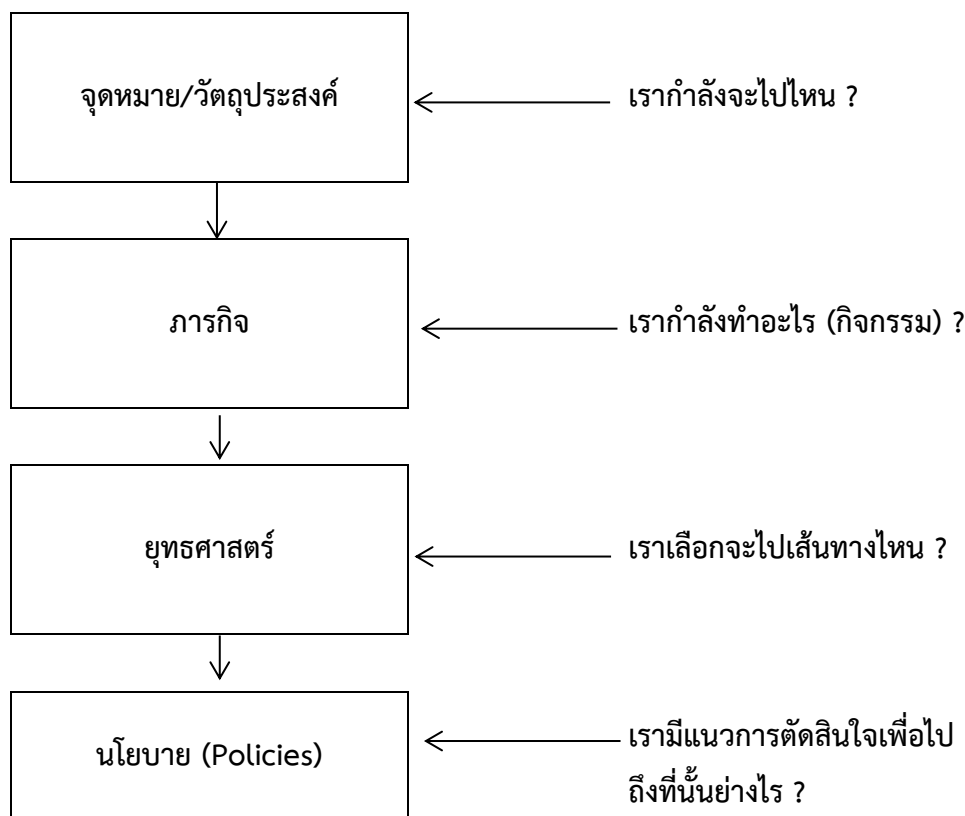 จุดหมาย/วัตถุประสงค์
เรากำลังจะไปไหน ?
ภารกิจ
เรากำลังทำอะไร (กิจกรรม) ?
ยุทธศาสตร์
เราเลือกจะไปเส้นทางไหน ?
นโยบาย (Policies)
เรามีแนวการตัดสินใจเพื่อไป
ถึงที่นั้นย่างไร ?